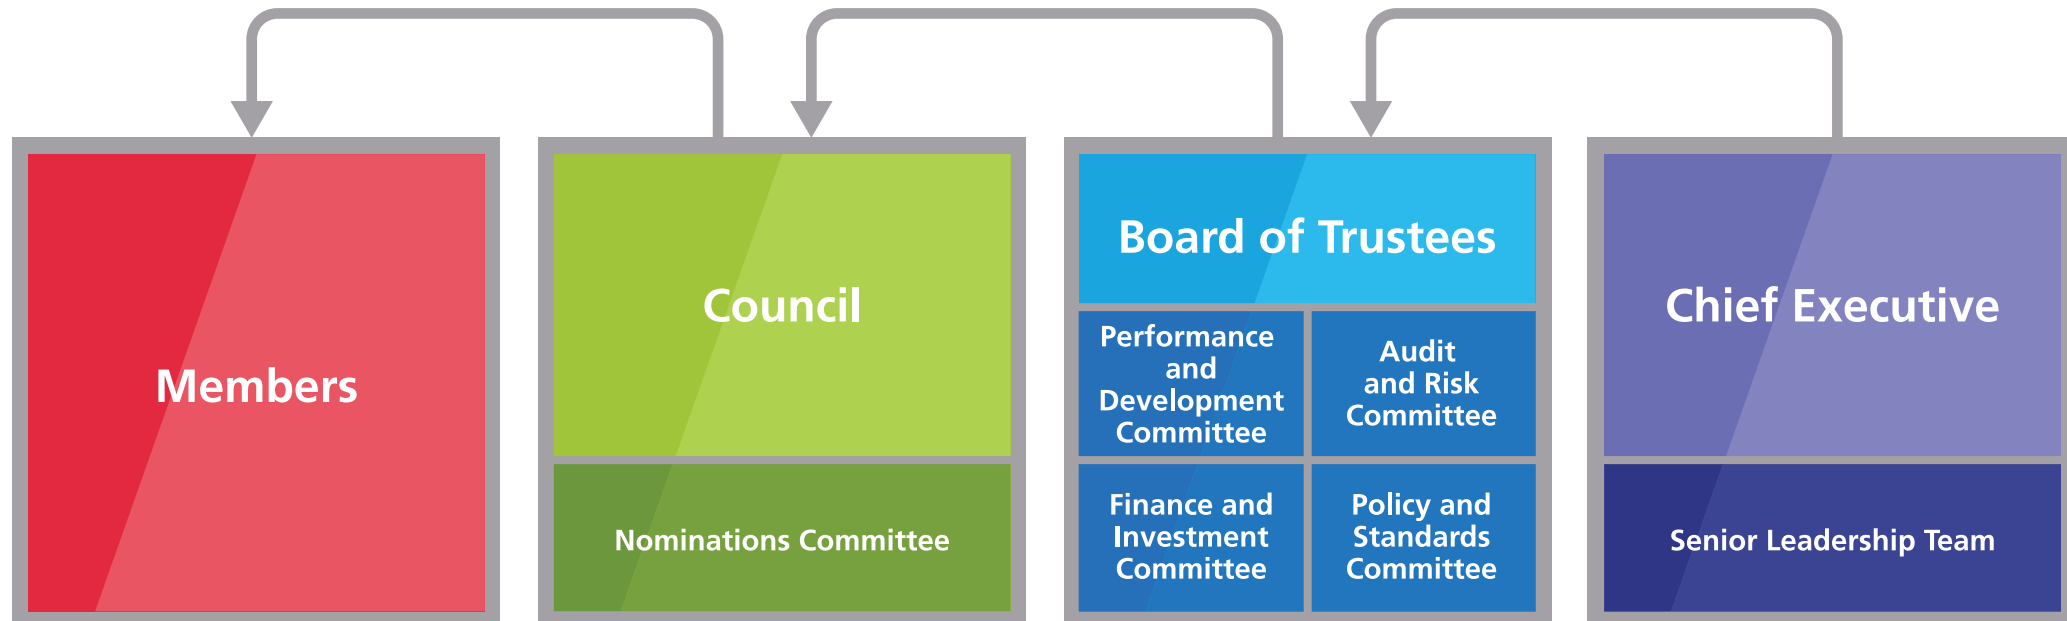 Members
Council
Nominations Committee
Board of Trustees
Performance
and
Development
Committee
Audit
and Risk
Committee
Finance and
Investment
Committee
Policy and
Standards
Committee
Chief Executive
Senior Leadership Team